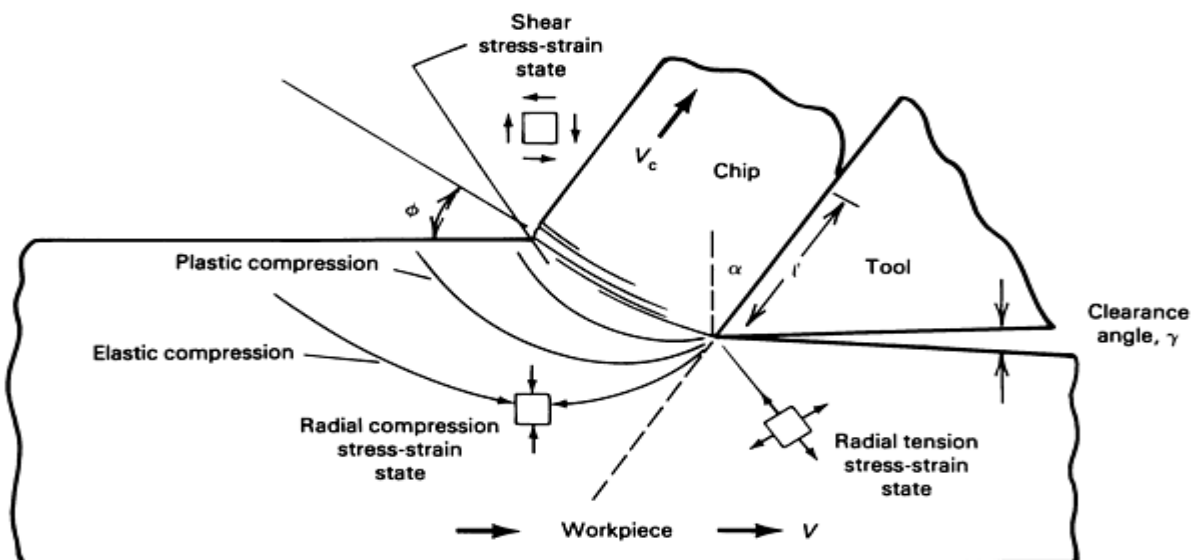 Shear
stress-strain
state
V_c
Chip
ϕ
α
Tool
Plastic compression
Clearance
angle, γ
Elastic compression
Radial compression
stress-strain
state
Radial tension
stress-strain
state
Workpiece
V